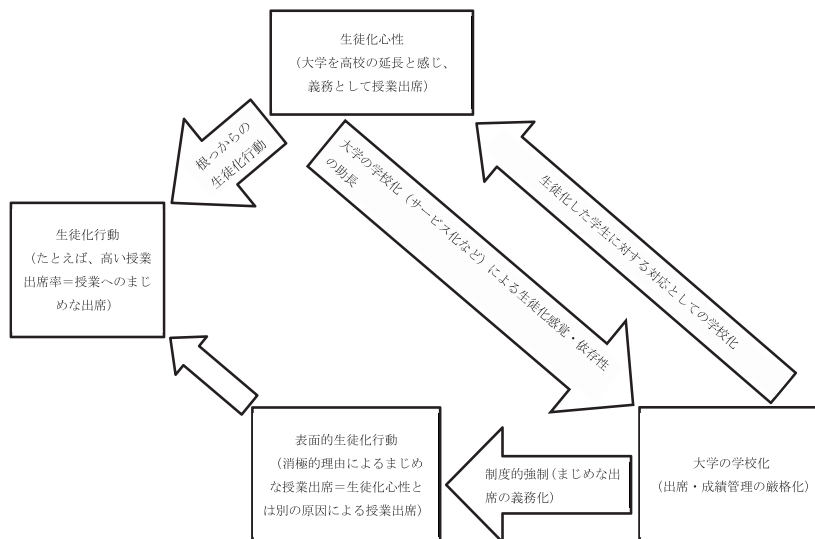 生徒化心性
（大学を高校の延長と感じ、
義務として授業出席）
根っからの
生徒化行動
大学の学校化（サービス化など）による生徒化感覚・依存性
の助長
生徒化した学生に対する対応としての学校化
生徒化行動
（たとえば、高い授業
出席率＝授業へのまじ
めな出席）
表面的生徒化行動
（消極的理由によるまじめ
な授業出席＝生徒化心性と
は別の原因による授業出席）
制度的強制（まじめな出
席の義務化）
大学の学校化
（出席・成績管理の厳格化）